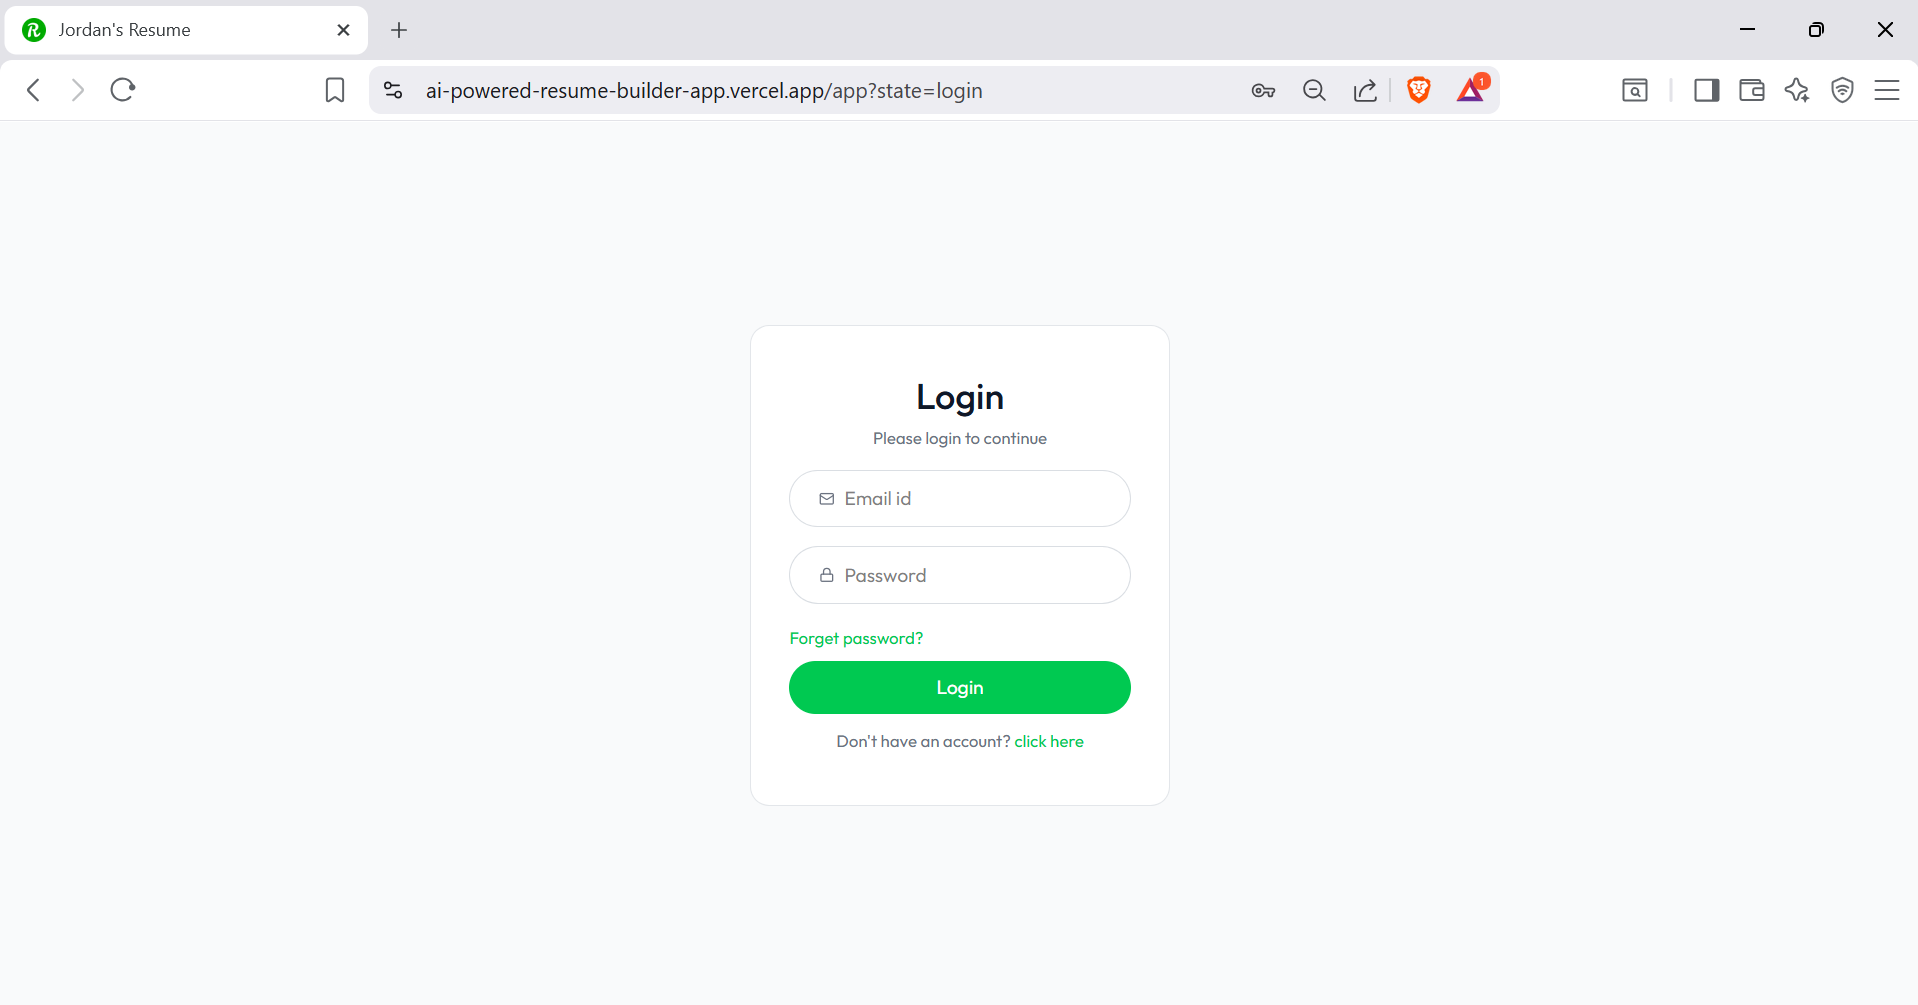 Jordan's Resume
ai-powered-resume-builder-app.vercel.app/app?state=login
1
Login
Please login to continue
Email id
Password
Forget password?
Login
Don't have an account? click here